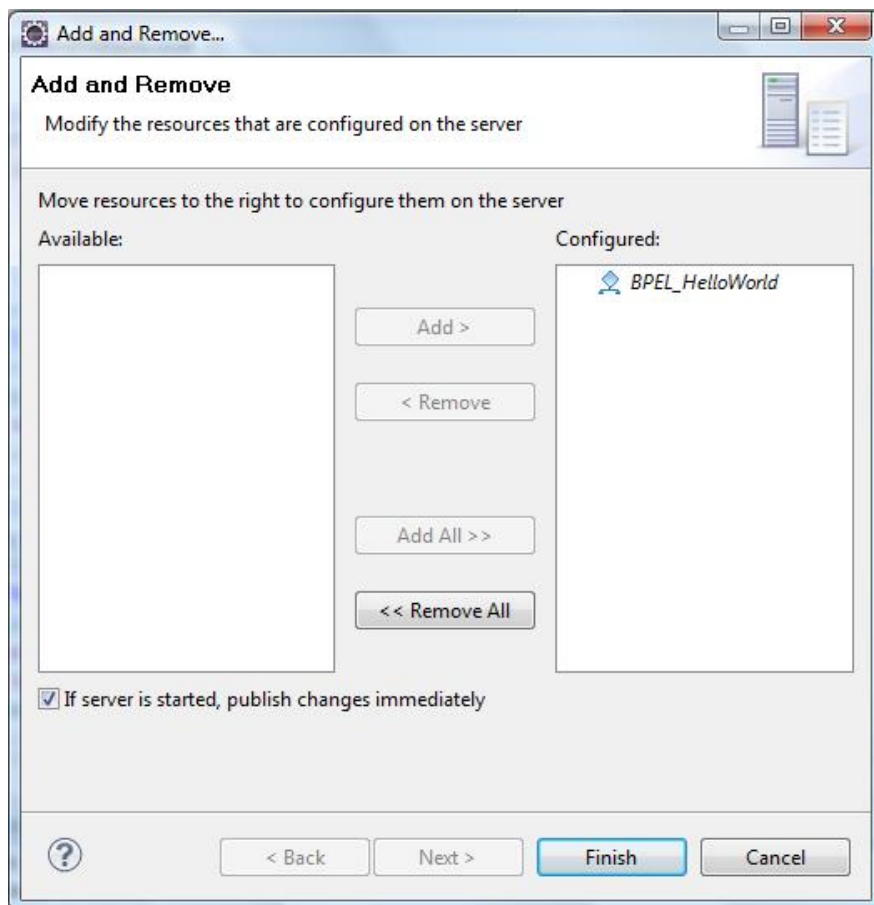 Add and Remove...
Add and Remove
Modify the resources that are configured on the server
Move resources to the right to configure them on the server
Available:
Configured:
BPEL_HelloWorld
Add >
< Remove
Add All >>
<< Remove All
If server is started, publish changes immediately
?
< Back
Next >
Finish
Cancel